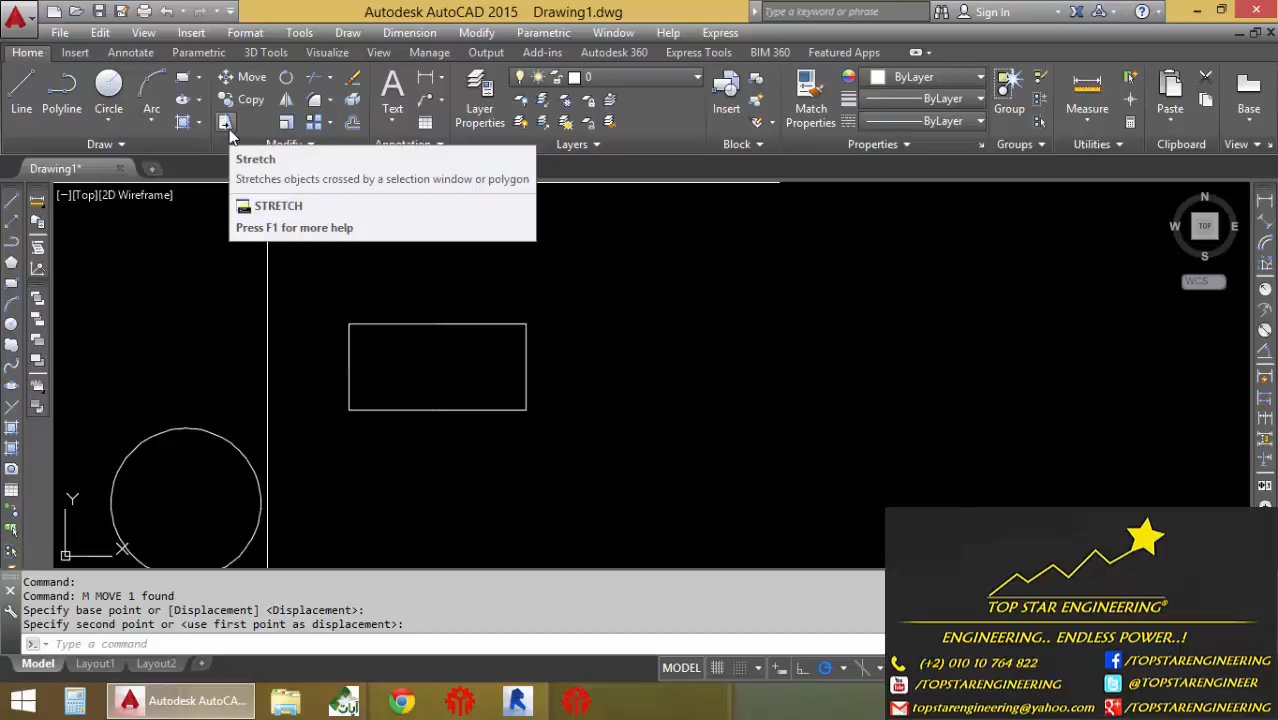 Autodesk AutoCAD 2015 Drawing1.dwg
Type a keyword or phrase
Sign In
File Edit View Insert Format Tools Draw Dimension Modify Parametric Window Help Express
Home Insert Annotate Parametric 3D Tools Visualize View Manage Output Add-ins Autodesk 360 Express Tools BIM 360 Featured Apps
Line Polyline Circle Arc
Move
Copy
Text
Layer
Properties
0
Insert
Match
Properties
ByLayer
ByLayer
ByLayer
Group
Measure
Paste
Base
Draw Layers Block Properties Groups Utilities Clipboard View
Drawing1*
Stretch
Stretches objects crossed by a selection window or polygon
STRETCH
Press F1 for more help
[−][Top][2D Wireframe]
N
W TOP E
S
WCS
Y
X
Command:
Command: M MOVE 1 found
Specify base point or [Displacement] <Displacement>:
Specify second point or <use first point as displacement>:
Type a command
Model Layout1 Layout2
MODEL
Autodesk AutoCA...
TOP STAR ENGINEERING®
ENGINEERING.. ENDLESS POWER..!
(+2) 010 10 764 822
/TOPSTARENGINEERING
/TOPSTARENGINEERING
@TOPSTARENGINEER
topstarengineering@yahoo.com
/TOPSTARENGINEERING